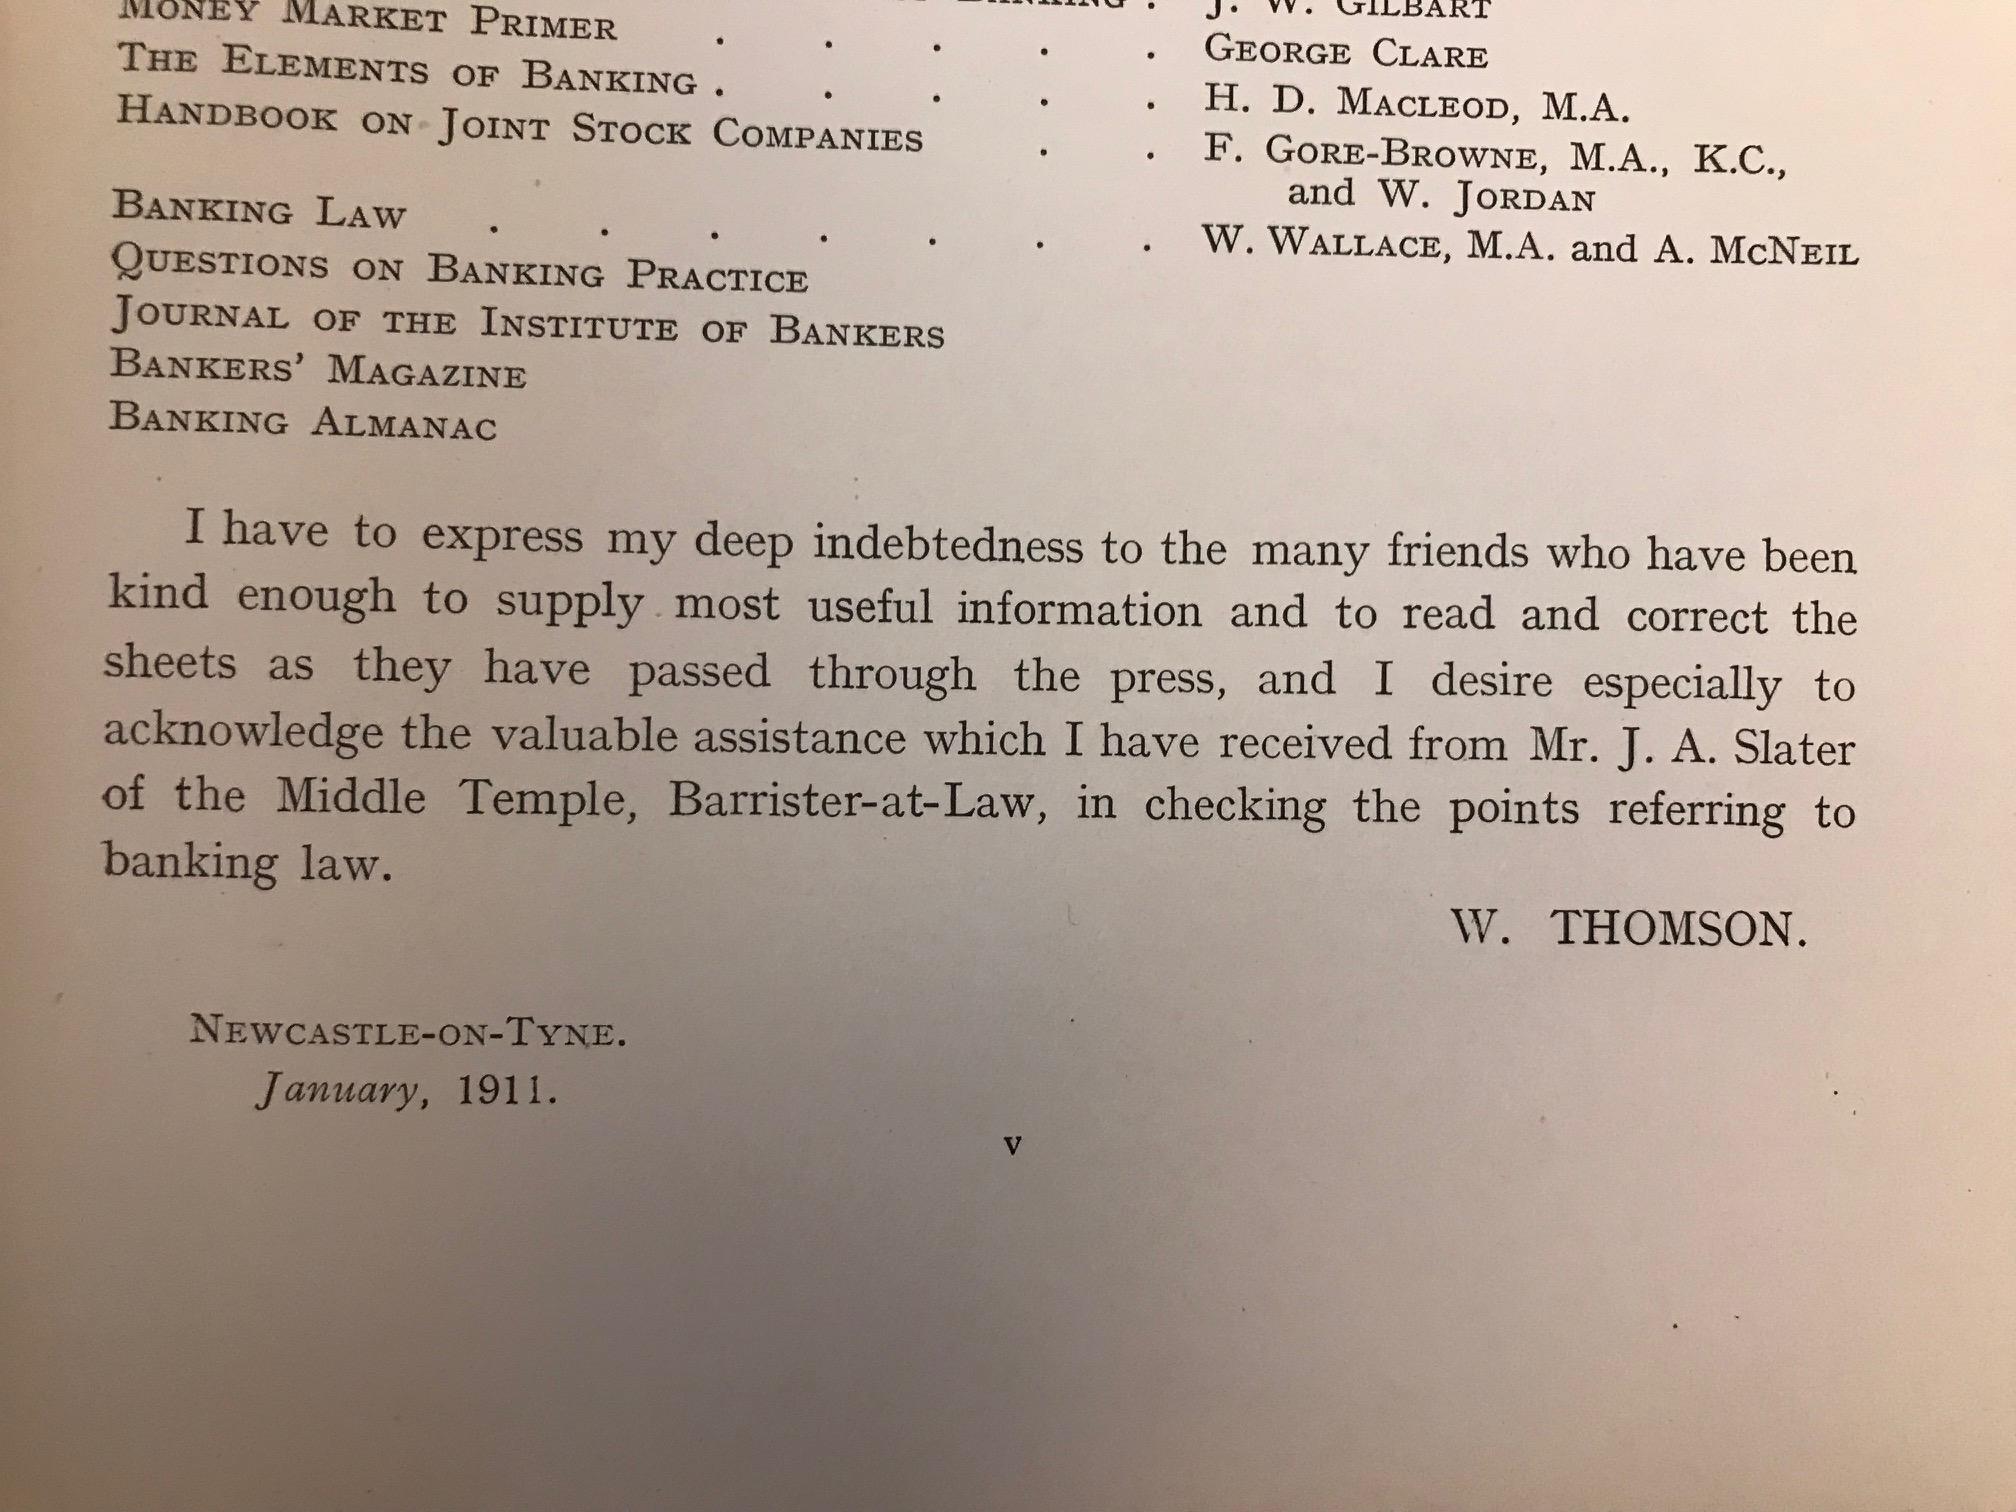 BANKING . J. W. GILBART
MONEY MARKET PRIMER . . . . . GEORGE CLARE
THE ELEMENTS OF BANKING . . . . . H. D. MACLEOD, M.A.
HANDBOOK ON JOINT STOCK COMPANIES . . F. GORE-BROWNE, M.A., K.C.,
and W. JORDAN
BANKING LAW . . . . . . . W. WALLACE, M.A. and A. MCNEIL
QUESTIONS ON BANKING PRACTICE
JOURNAL OF THE INSTITUTE OF BANKERS
BANKERS' MAGAZINE
BANKING ALMANAC
I have to express my deep indebtedness to the many friends who have been
kind enough to supply most useful information and to read and correct the
sheets as they have passed through the press, and I desire especially to
acknowledge the valuable assistance which I have received from Mr. J. A. Slater
of the Middle Temple, Barrister-at-Law, in checking the points referring to
banking law.
W. THOMSON.
NEWCASTLE-ON-TYNE.
January, 1911.
v